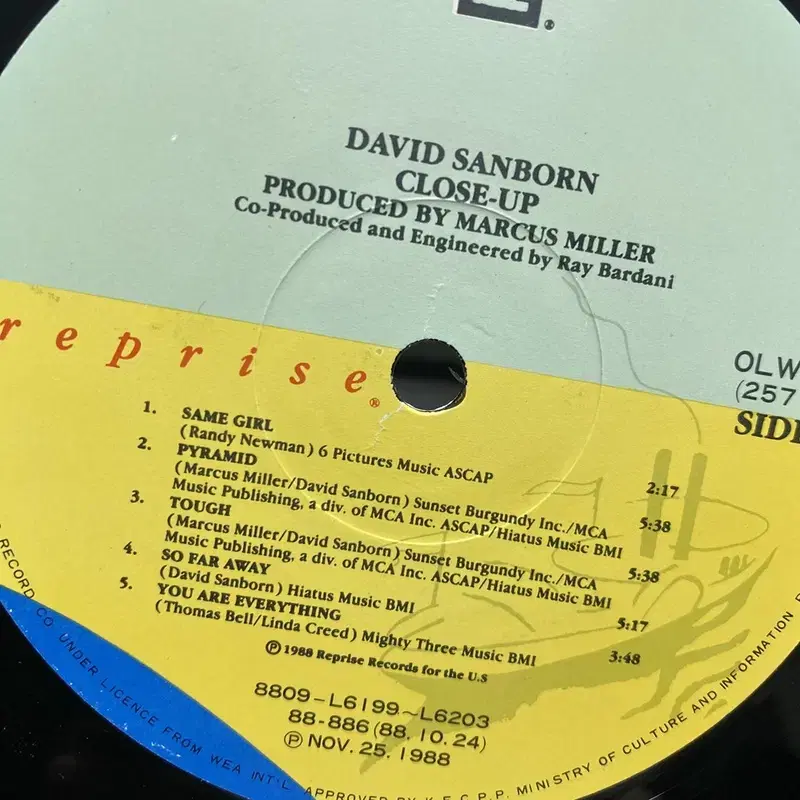 DAVID SANBORN
CLOSE-UP
PRODUCED BY MARCUS MILLER
Co-Produced and Engineered by Ray Bardani
reprise®
OLW
(257
SIDE
1. SAME GIRL
(Randy Newman) 6 Pictures Music ASCAP 2:17
2. PYRAMID
(Marcus Miller/David Sanborn) Sunset Burgundy Inc./MCA
Music Publishing, a div. of MCA Inc. ASCAP/Hiatus Music BMI 5:38
3. TOUGH
(Marcus Miller/David Sanborn) Sunset Burgundy Inc./MCA
Music Publishing, a div. of MCA Inc. ASCAP/Hiatus Music BMI 5:38
4. SO FAR AWAY
(David Sanborn) Hiatus Music BMI 5:17
5. YOU ARE EVERYTHING
(Thomas Bell/Linda Creed) Mighty Three Music BMI 3:48
℗ 1988 Reprise Records for the U.S
8809-L6199~L6203
88-886 (88. 10. 24)
℗ NOV. 25. 1988
RECORD CO. UNDER LICENCE FROM WEA INT'L APPROVED BY K.E.C.P.P. MINISTRY OF CULTURE AND INFORMATION